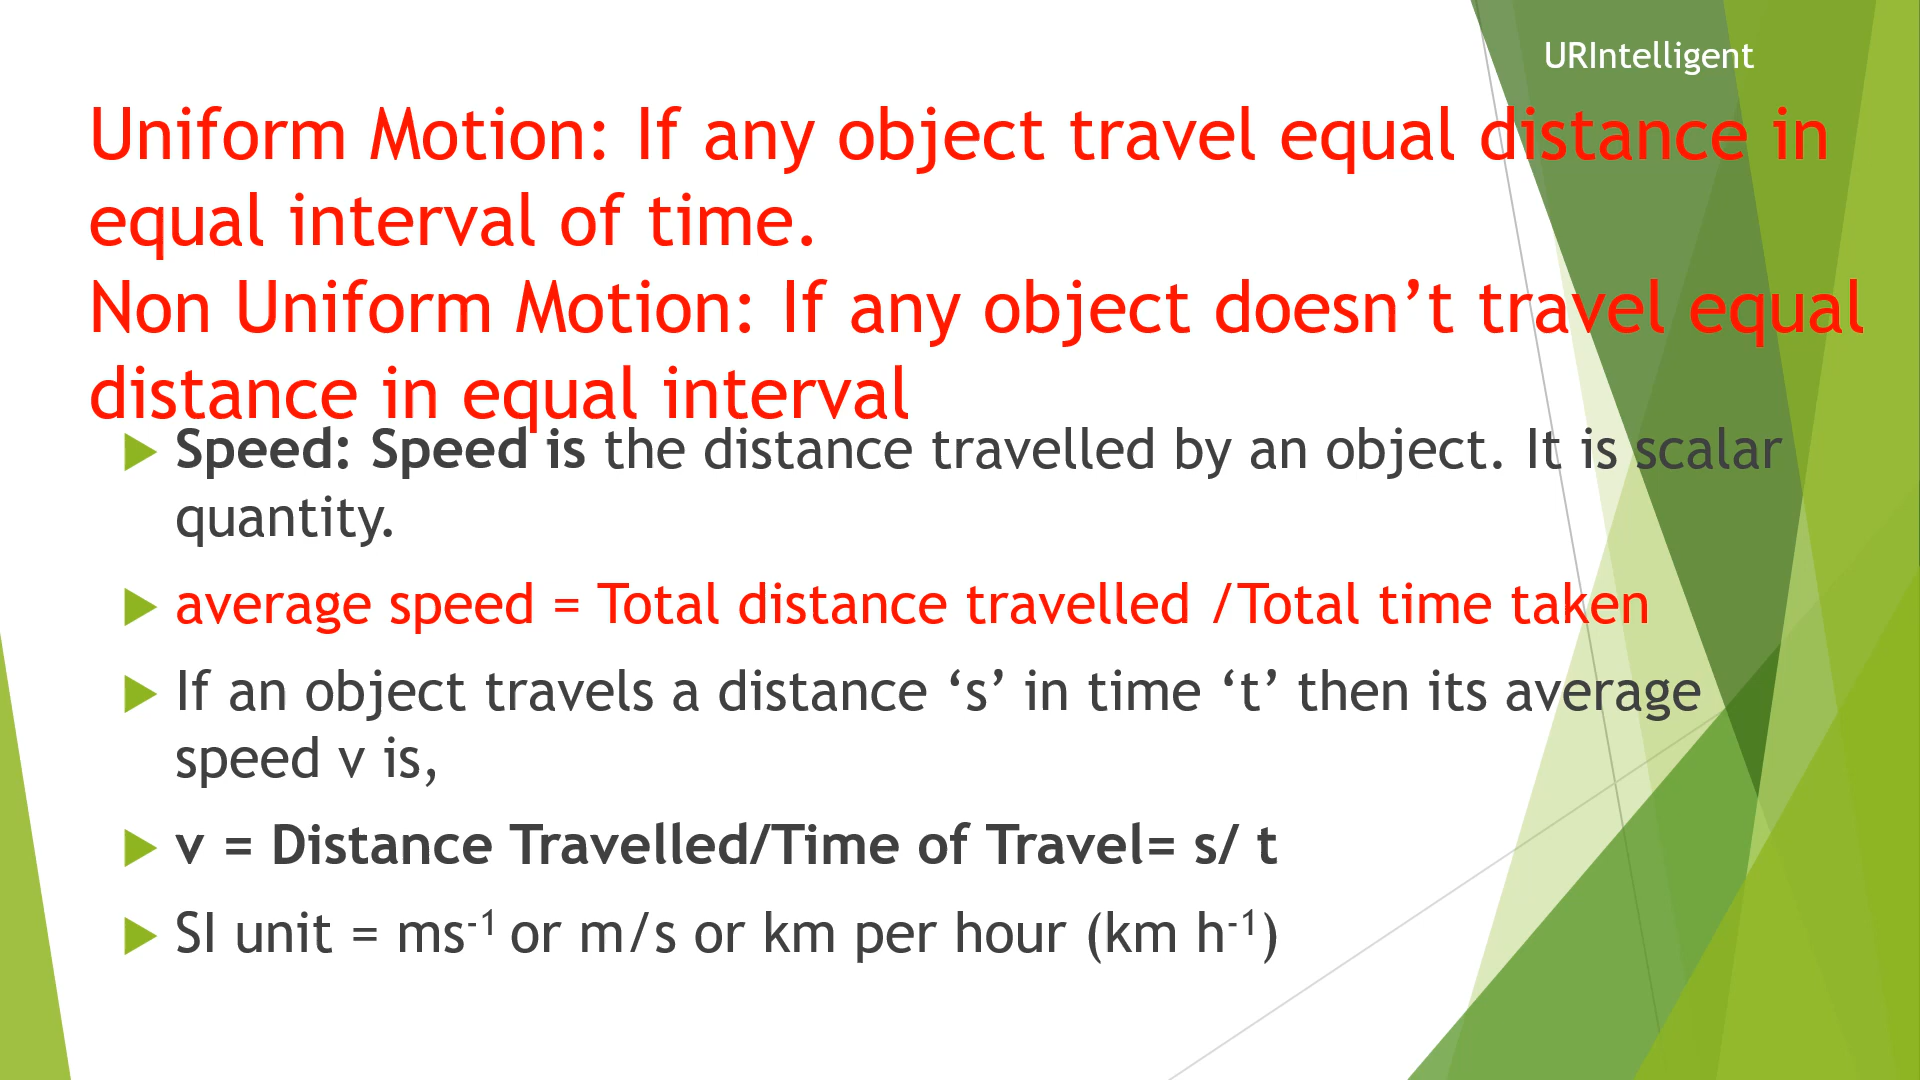 URIntelligent
Uniform Motion: If any object travel equal distance in
equal interval of time.
Non Uniform Motion: If any object doesn’t travel equal
distance in equal interval
Speed: Speed is the distance travelled by an object. It is scalar
quantity.
average speed = Total distance travelled /Total time taken
If an object travels a distance ‘s’ in time ‘t’ then its average
speed v is,
v = Distance Travelled/Time of Travel= s/ t
SI unit = ms⁻¹ or m/s or km per hour (km h⁻¹)